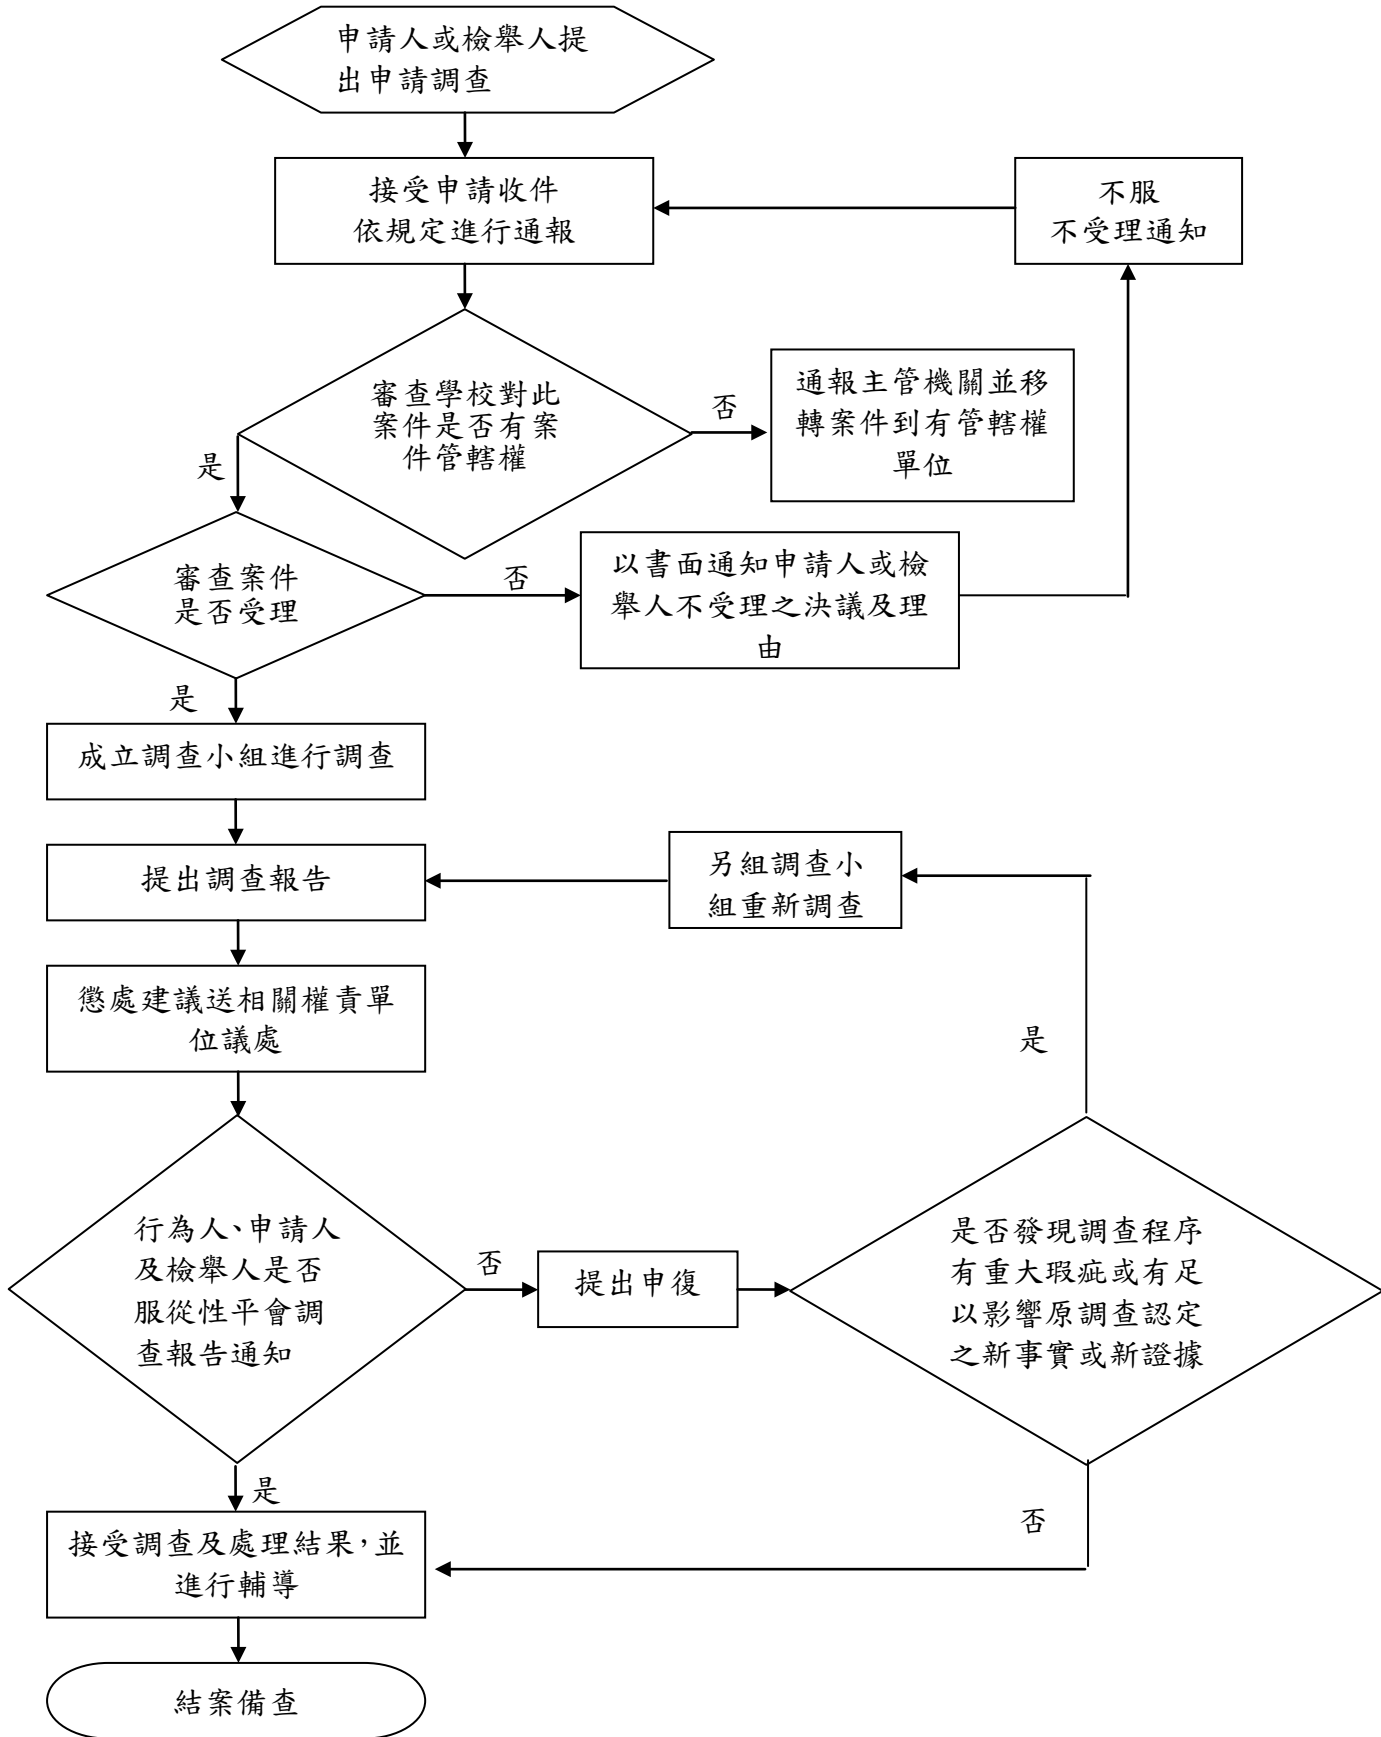 申請人或檢舉人提
出申請調查
接受申請收件
依規定進行通報
不服
不受理通知
審查學校對此
案件是否有案
件管轄權
否
通報主管機關並移
轉案件到有管轄權
單位
是
審查案件
是否受理
否
以書面通知申請人或檢
舉人不受理之決議及理
由
是
成立調查小組進行調查
提出調查報告
另組調查小
組重新調查
懲處建議送相關權責單
位議處
是
行為人、申請人
及檢舉人是否
服從性平會調
查報告通知
否
提出申復
是否發現調查程序
有重大瑕疵或有足
以影響原調查認定
之新事實或新證據
是
否
接受調查及處理結果，並
進行輔導
結案備查